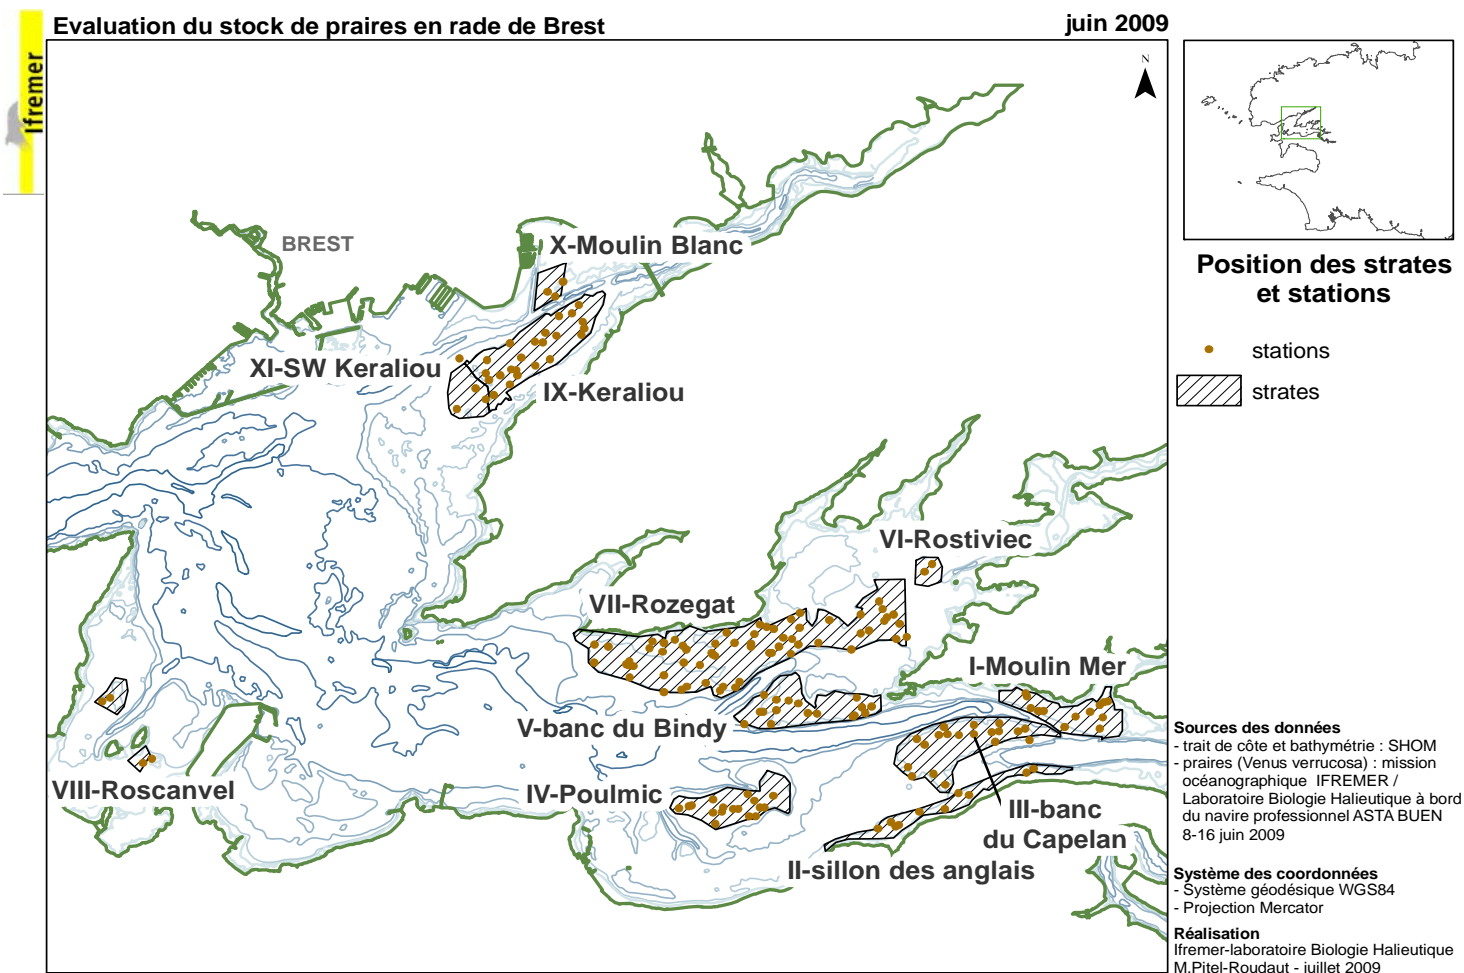 Evaluation du stock de praires en rade de Brest
juin 2009
Ifremer
N
BREST
X-Moulin Blanc
XI-SW Keraliou
IX-Keraliou
VI-Rostiviec
VII-Rozegat
I-Moulin Mer
V-banc du Bindy
VIII-Roscanvel
IV-Poulmic
III-banc
du Capelan
II-sillon des anglais
Position des strates
et stations
stations
strates
Sources des données
- trait de côte et bathymétrie : SHOM
- praires (Venus verrucosa) : mission
océanographique IFREMER /
Laboratoire Biologie Halieutique à bord
du navire professionnel ASTA BUEN
8-16 juin 2009
Système des coordonnées
- Système géodésique WGS84
- Projection Mercator
Réalisation
Ifremer-laboratoire Biologie Halieutique
M.Pitel-Roudaut - juillet 2009